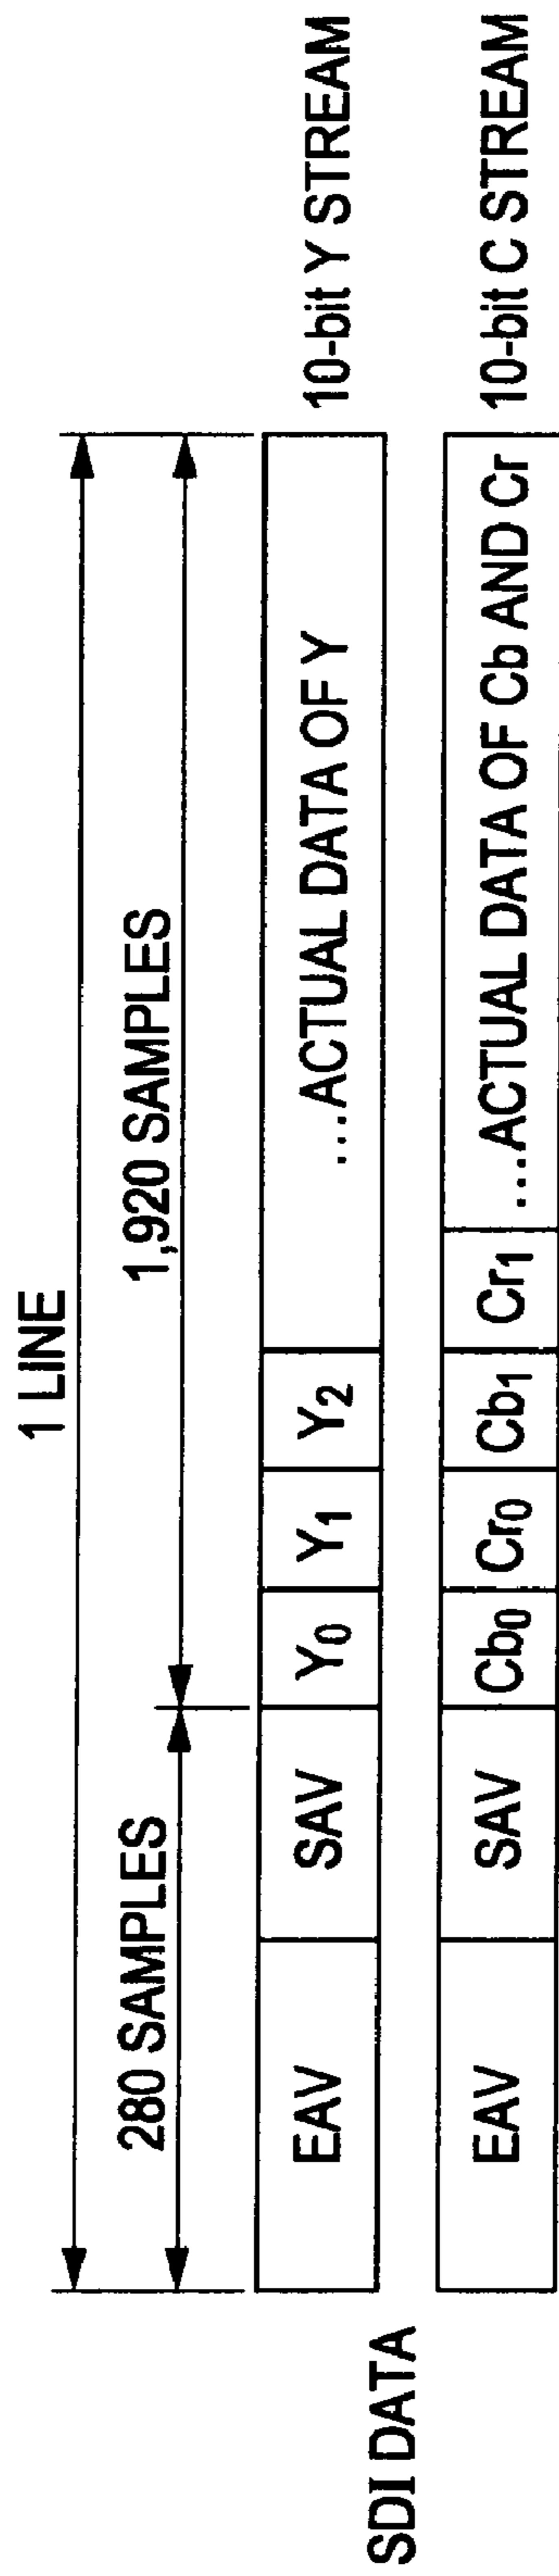 1 LINE
280 SAMPLES 1,920 SAMPLES
SDI DATA
EAV SAV Y0 Y1 Y2 ...ACTUAL DATA OF Y 10-bit Y STREAM
EAV SAV Cb0 Cr0 Cb1 Cr1 ...ACTUAL DATA OF Cb AND Cr 10-bit C STREAM